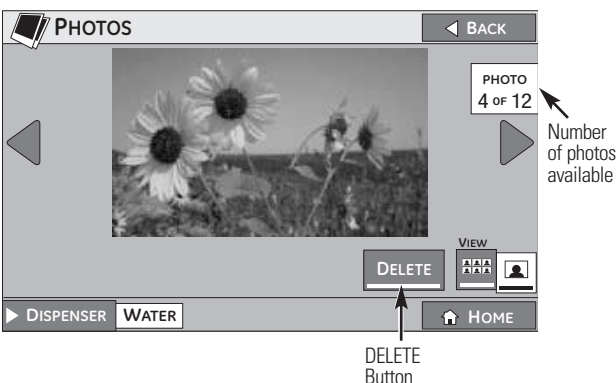 PHOTOS
BACK
PHOTO
4 OF 12
Number
of photos
available
VIEW
DELETE
DISPENSER WATER
HOME
DELETE
Button